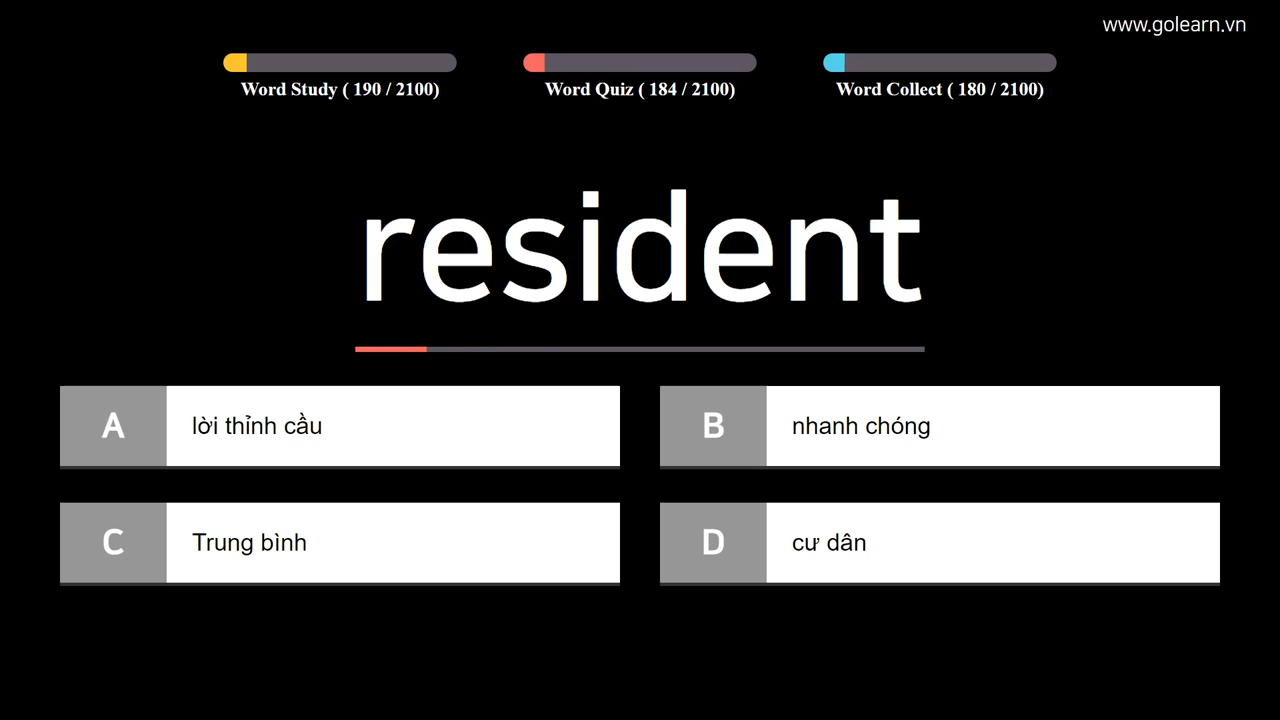 www.golearn.vn
Word Study ( 190 / 2100)
Word Quiz ( 184 / 2100)
Word Collect ( 180 / 2100)
resident
A lời thỉnh cầu
B nhanh chóng
C Trung bình
D cư dân